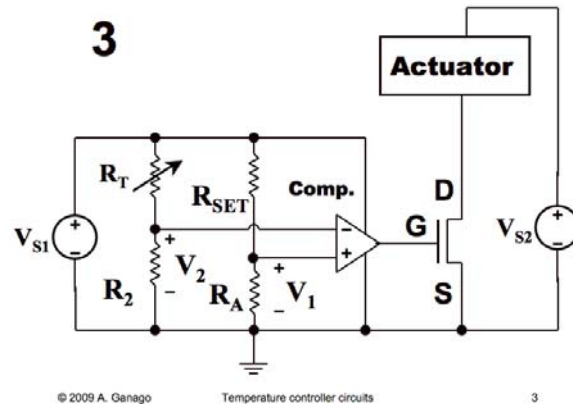 3
Actuator
R_T
R_SET
Comp.
D
G
V_S1
+
−
V_S2
+
−
+
V_2
−
R_2
R_A
+
V_1
−
−
+
S
© 2009 A. Ganago Temperature controller circuits 3